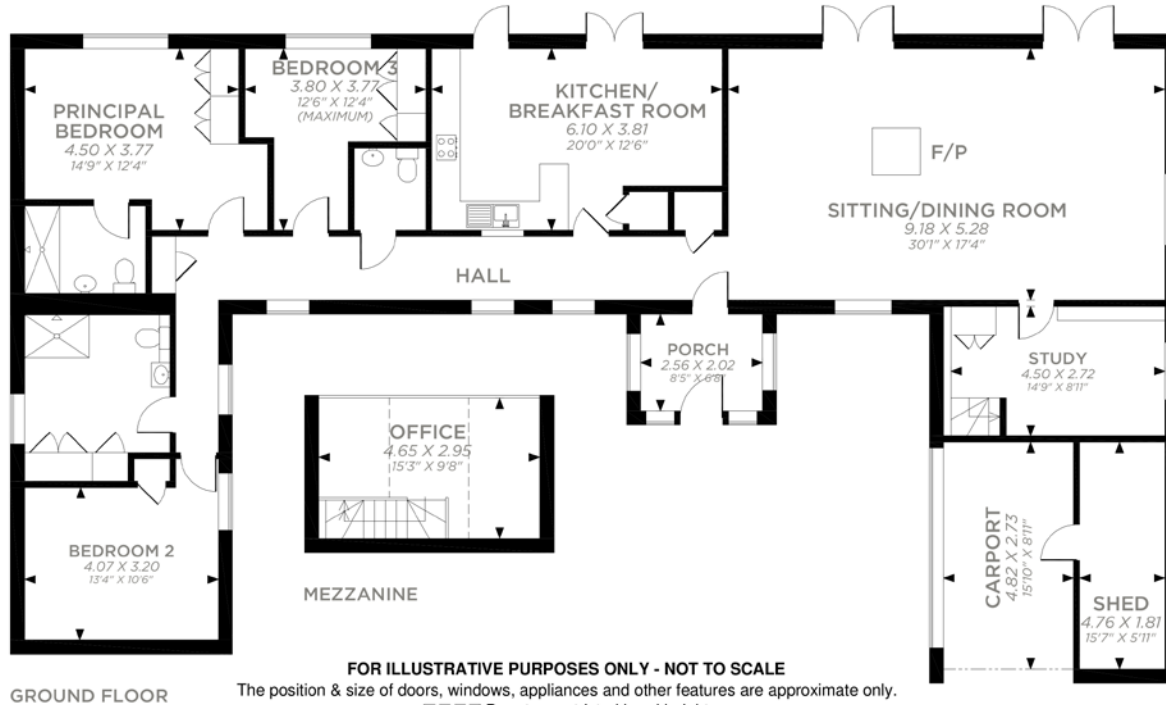 PRINCIPAL
BEDROOM
4.50 X 3.77
14'9" X 12'4"
BEDROOM 3
3.80 X 3.77
12'6" X 12'4"
(MAXIMUM)
KITCHEN/
BREAKFAST ROOM
6.10 X 3.81
20'0" X 12'6"
F/P
SITTING/DINING ROOM
9.18 X 5.28
30'1" X 17'4"
HALL
PORCH
2.56 X 2.02
8'5" X 6'8"
STUDY
4.50 X 2.72
14'9" X 8'11"
OFFICE
4.65 X 2.95
15'3" X 9'8"
MEZZANINE
BEDROOM 2
4.07 X 3.20
13'4" X 10'6"
CARPORT
4.82 X 2.73
15'10" X 8'11"
SHED
4.76 X 1.81
15'7" X 5'11"
GROUND FLOOR
FOR ILLUSTRATIVE PURPOSES ONLY - NOT TO SCALE
The position & size of doors, windows, appliances and other features are approximate only.